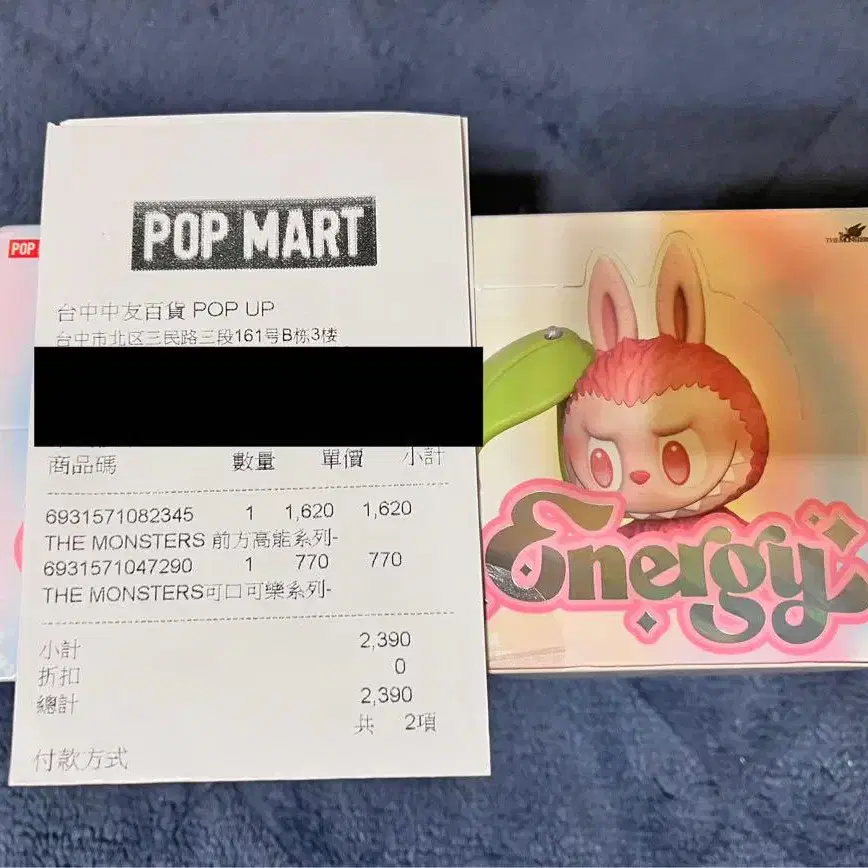 POP MART
台中中友百貨 POP UP
台中市北区三民路三段161号B栋3楼
商品碼 數量 單價 小計
6931571082345 1 1,620 1,620
THE MONSTERS 前方高能系列-
6931571047290 1 770 770
THE MONSTERS可口可樂系列-
小計 2,390
折扣 0
總計 2,390
共 2項
付款方式
POP
THE MONSTERS
Energy